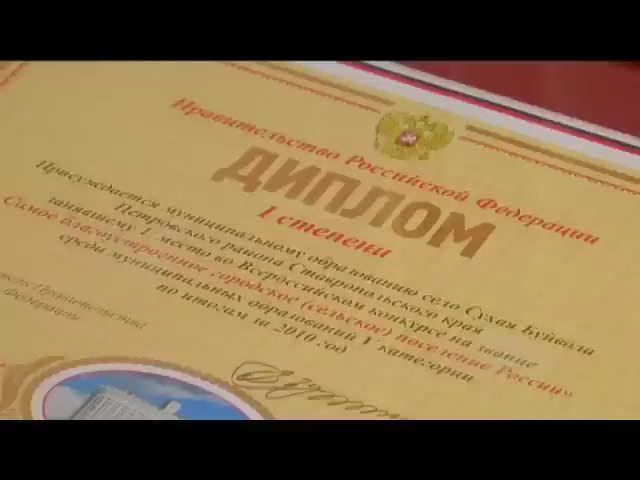 Правительство Российской Федерации
ДИПЛОМ
I степени
Присуждается муниципальному образованию село Сухая Буйвола
Петровского района Ставропольского края
занявшему 1 место во Всероссийском конкурсе на звание
Самое благоустроенное городское (сельское) поселение России»
среди муниципальных образований V категории
по итогам за 2010 год
Правительства
Федерации